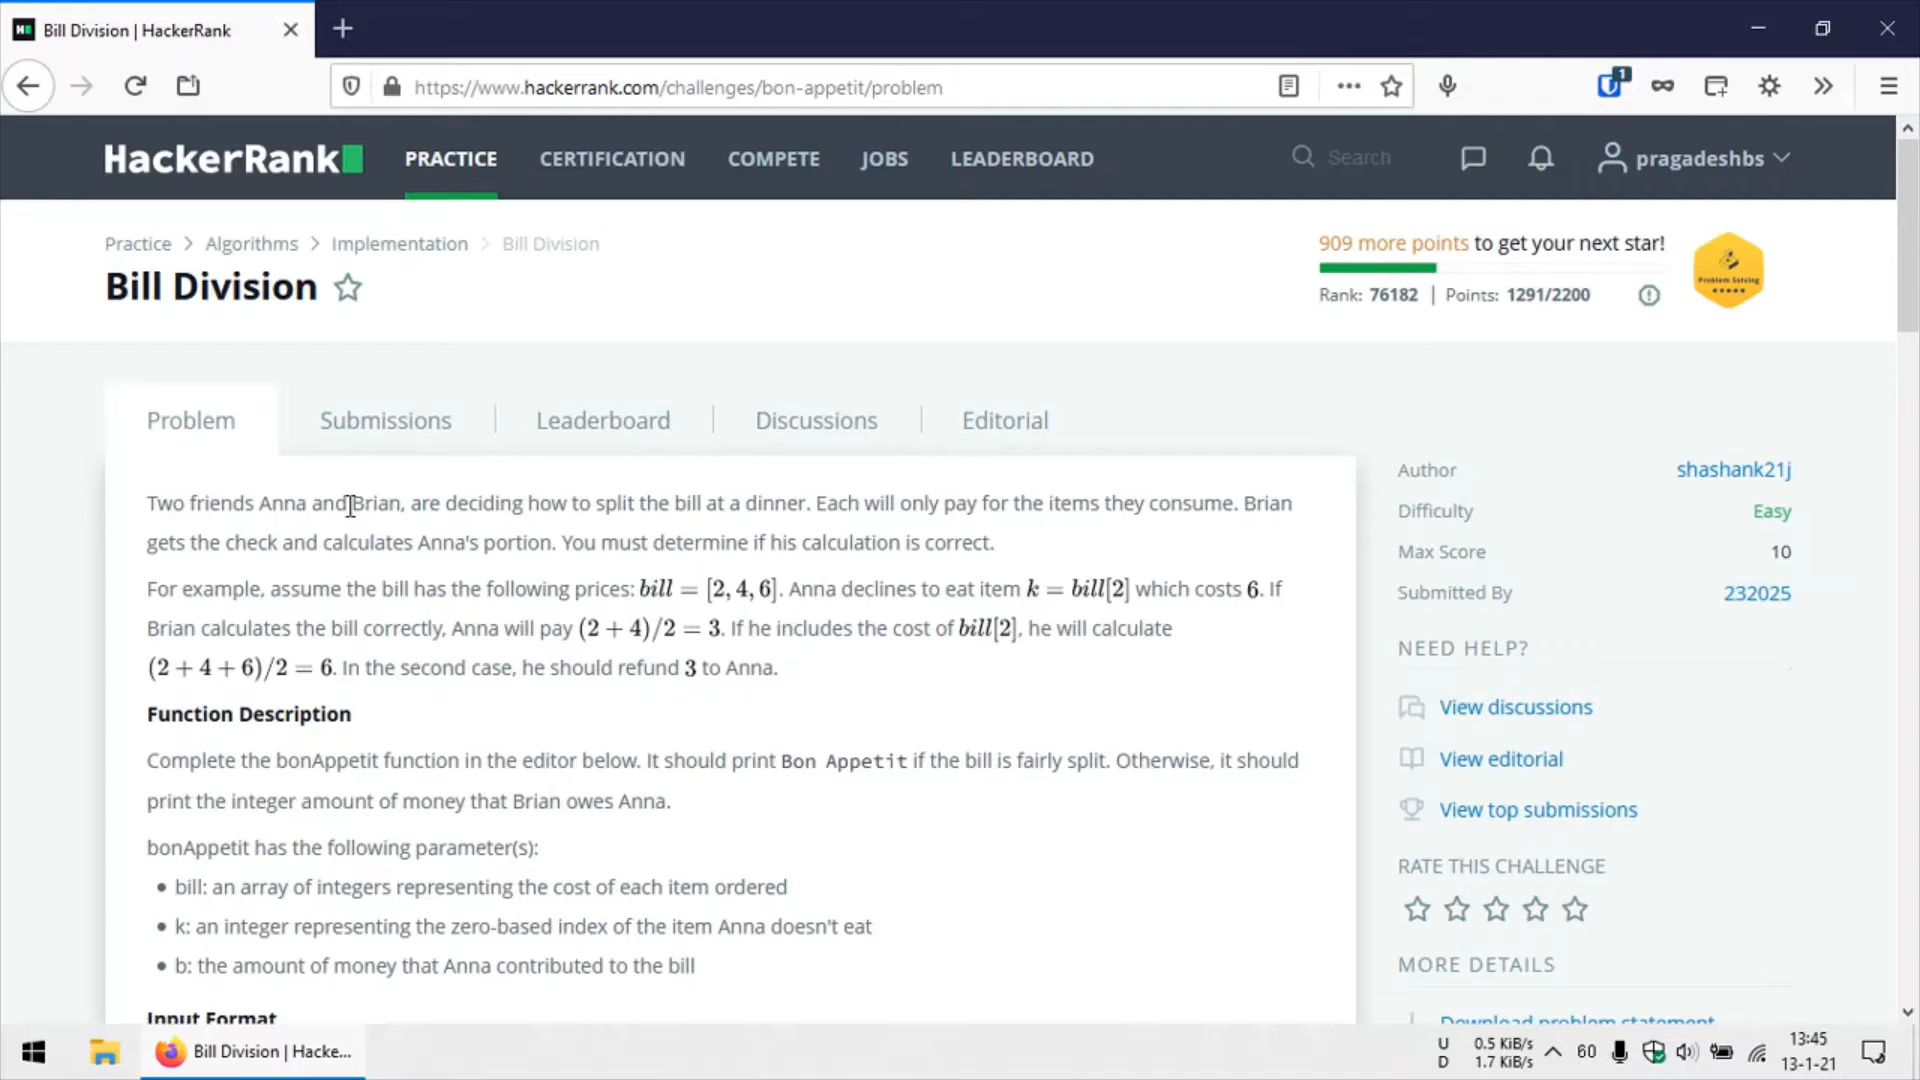 Bill Division | HackerRank
https://www.hackerrank.com/challenges/bon-appetit/problem
1
HackerRank
PRACTICE
CERTIFICATION
COMPETE
JOBS
LEADERBOARD
Search
pragadeshbs
Practice > Algorithms > Implementation > Bill Division
Bill Division
909 more points to get your next star!
Rank: 76182 | Points: 1291/2200
Problem Solving
Problem
Submissions
Leaderboard
Discussions
Editorial
Two friends Anna and Brian, are deciding how to split the bill at a dinner. Each will only pay for the items they consume. Brian
gets the check and calculates Anna's portion. You must determine if his calculation is correct.
For example, assume the bill has the following prices: bill = [2, 4, 6]. Anna declines to eat item k = bill[2] which costs 6. If
Brian calculates the bill correctly, Anna will pay (2 + 4)/2 = 3. If he includes the cost of bill[2], he will calculate
(2 + 4 + 6)/2 = 6. In the second case, he should refund 3 to Anna.
Function Description
Complete the bonAppetit function in the editor below. It should print Bon Appetit if the bill is fairly split. Otherwise, it should
print the integer amount of money that Brian owes Anna.
bonAppetit has the following parameter(s):
• bill: an array of integers representing the cost of each item ordered
• k: an integer representing the zero-based index of the item Anna doesn't eat
• b: the amount of money that Anna contributed to the bill
Input Format
Author shashank21j
Difficulty Easy
Max Score 10
Submitted By 232025
NEED HELP?
View discussions
View editorial
View top submissions
RATE THIS CHALLENGE
MORE DETAILS
Download problem statement
Bill Division | Hacke...
U 0.5 KiB/s
D 1.7 KiB/s
60
13:45
13-1-21